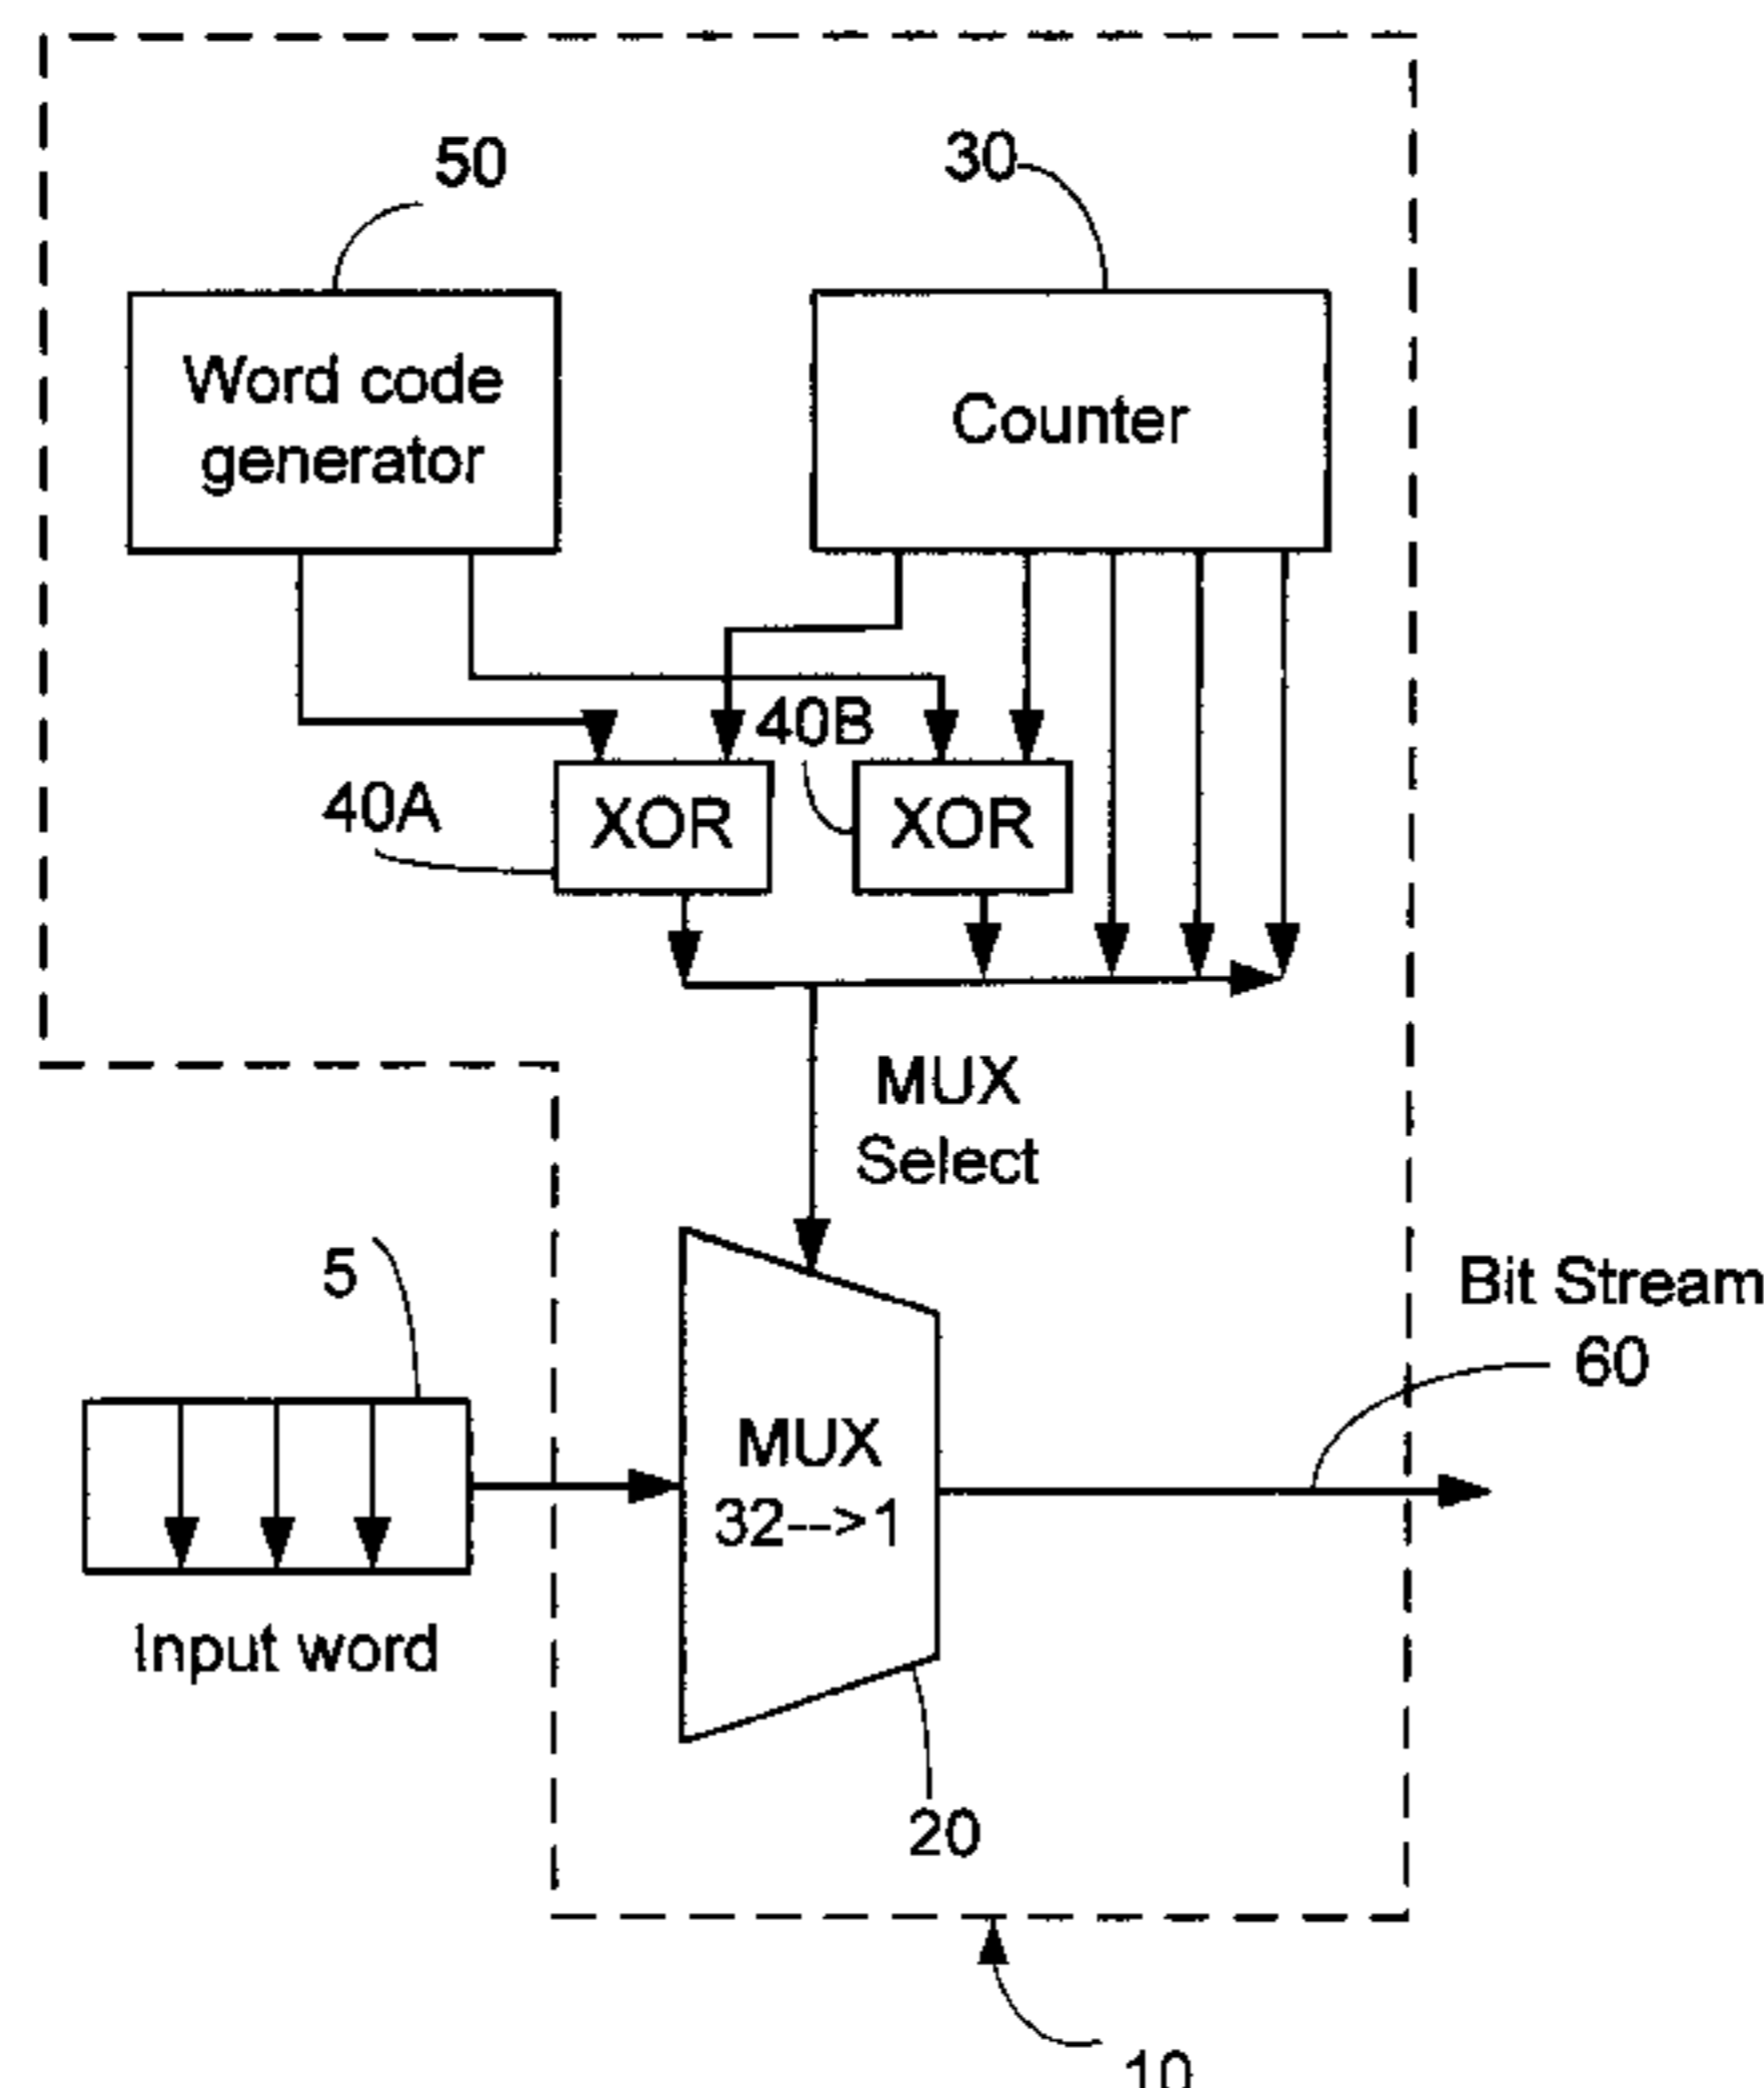 50
30
Word code
generator
Counter
40B
40A
XOR
XOR
MUX
Select
5
Bit Stream
60
MUX
32-->1
Input word
20
10